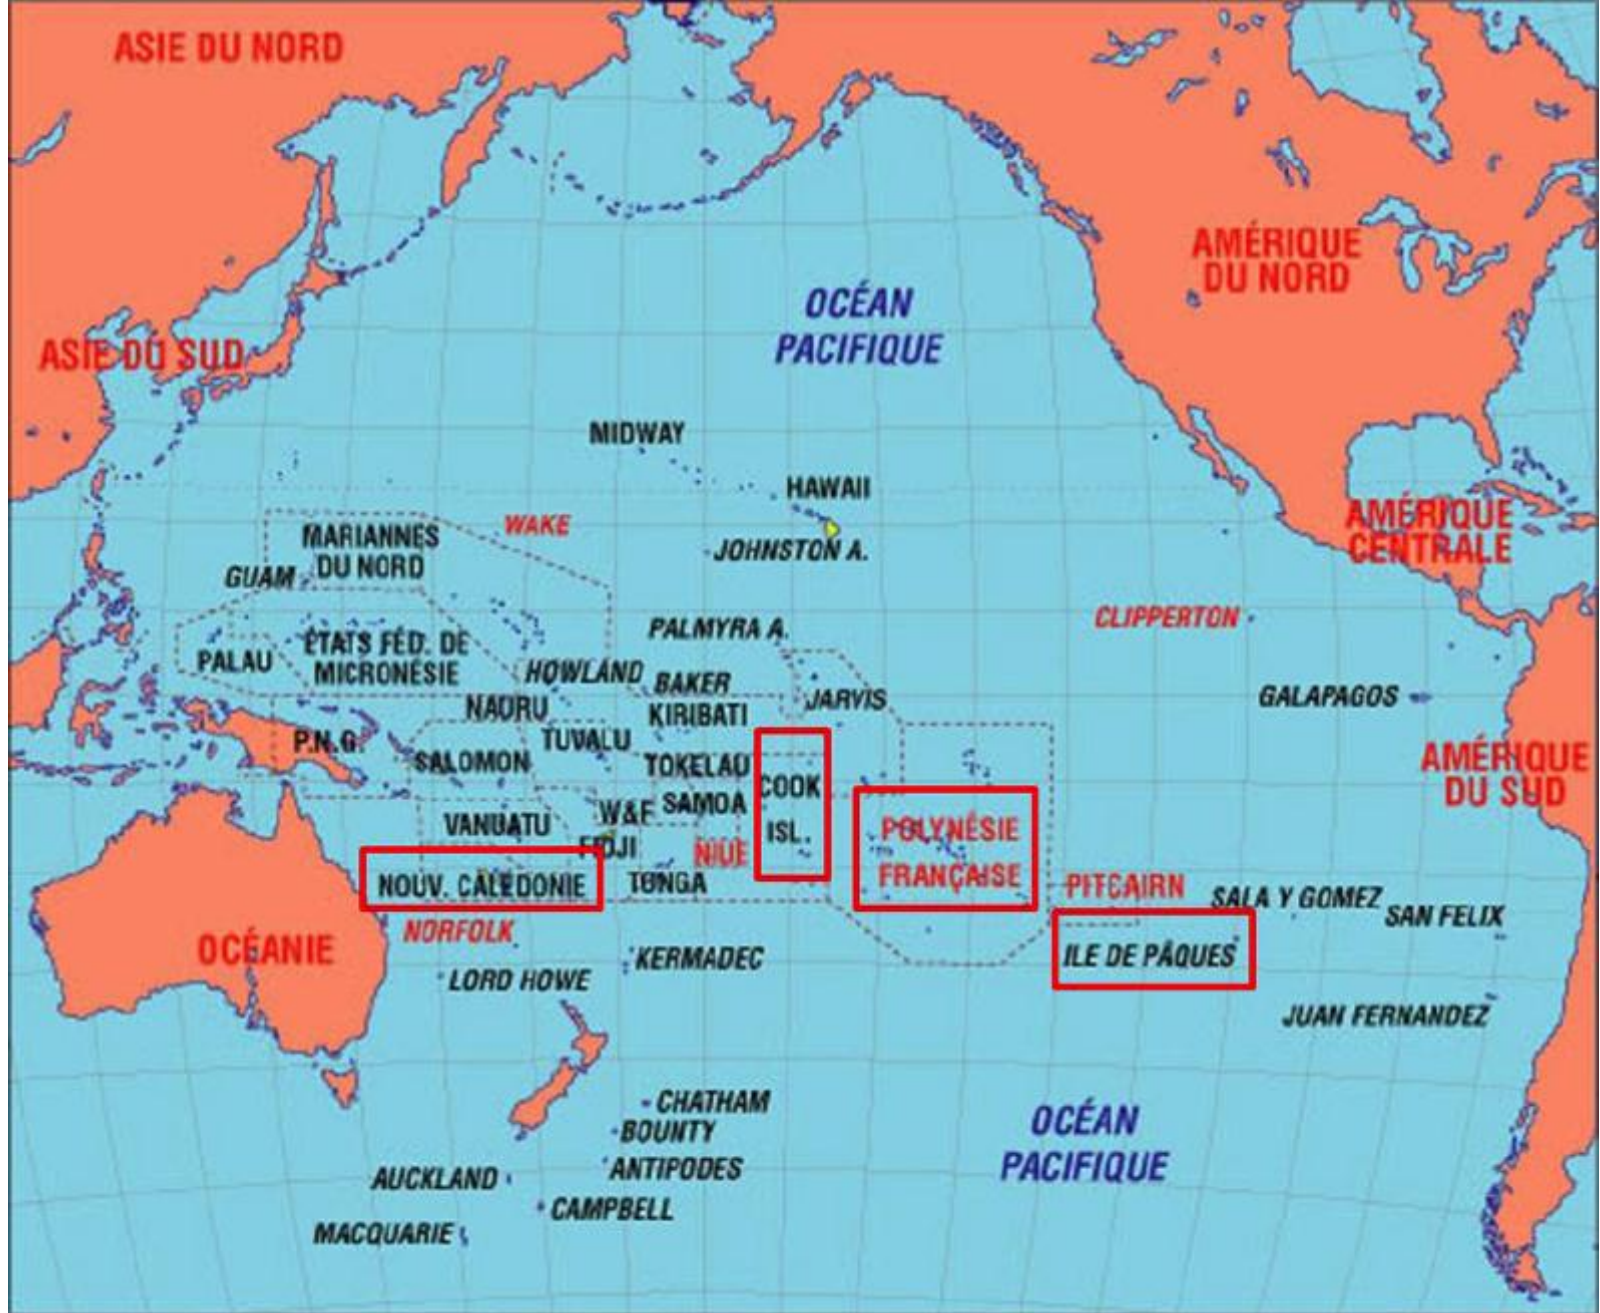 ASIE DU NORD
AMÉRIQUE
DU NORD
OCÉAN
PACIFIQUE
ASIE DU SUD
MIDWAY
HAWAII
AMÉRIQUE
CENTRALE
WAKE
MARIANNES
DU NORD
JOHNSTON A.
GUAM
CLIPPERTON
PALMYRA A.
ÉTATS FÉD. DE
MICRONÉSIE
PALAU
HOWLAND
BAKER
JARVIS
GALAPAGOS
NAURU
KIRIBATI
P.N.G.
TUVALU
SALOMON
TOKELAU
AMÉRIQUE
DU SUD
COOK
ISL.
W&F
SAMOA
VANUATU
FIDJI
NIUE
POLYNÉSIE
FRANÇAISE
NOUV. CALÉDONIE
TONGA
PITCAIRN
SALA Y GOMEZ
SAN FELIX
NORFOLK
OCÉANIE
KERMADEC
ILE DE PÂQUES
LORD HOWE
JUAN FERNANDEZ
CHATHAM
BOUNTY
OCÉAN
PACIFIQUE
ANTIPODES
AUCKLAND
CAMPBELL
MACQUARIE